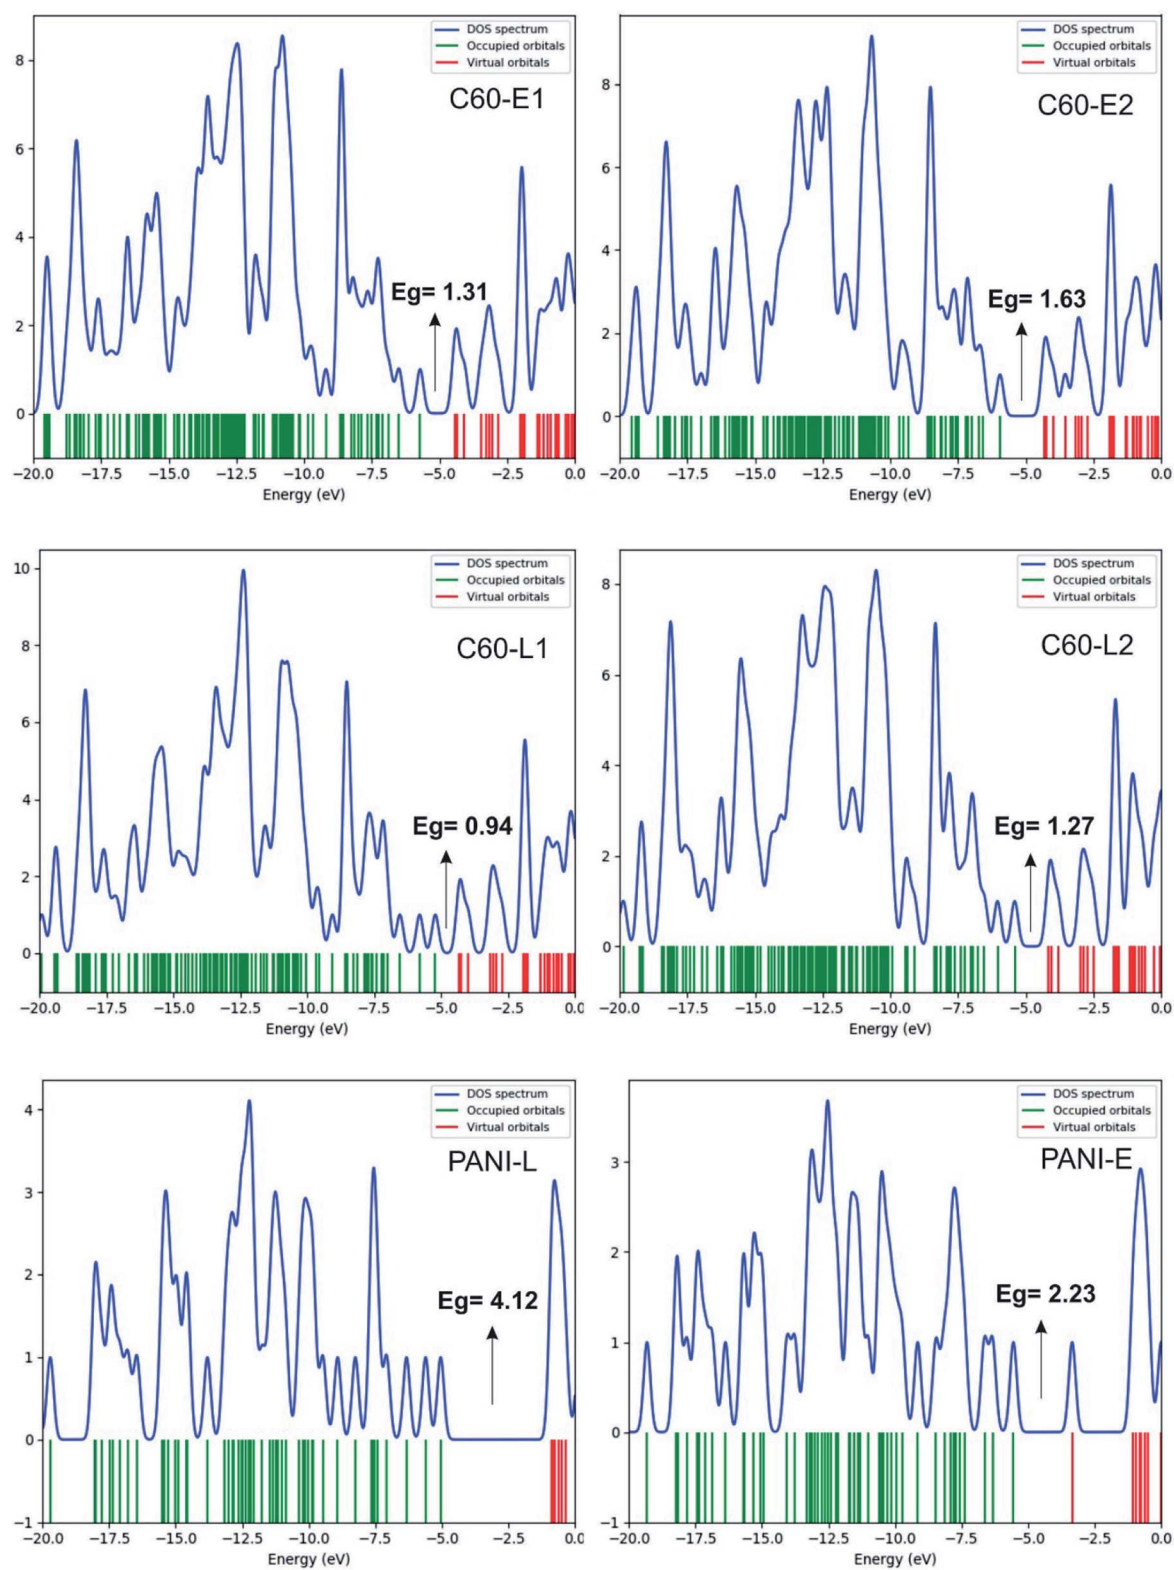 DOS spectrum
Occupied orbitals
Virtual orbitals
C60-E1
Eg= 1.31
8
6
4
2
0
−20.0 −17.5 −15.0 −12.5 −10.0 −7.5 −5.0 −2.5 0.0
Energy (eV)
DOS spectrum
Occupied orbitals
Virtual orbitals
C60-E2
Eg= 1.63
8
6
4
2
0
−20.0 −17.5 −15.0 −12.5 −10.0 −7.5 −5.0 −2.5 0.0
Energy (eV)
DOS spectrum
Occupied orbitals
Virtual orbitals
C60-L1
Eg= 0.94
10
8
6
4
2
0
−20.0 −17.5 −15.0 −12.5 −10.0 −7.5 −5.0 −2.5 0.0
Energy (eV)
DOS spectrum
Occupied orbitals
Virtual orbitals
C60-L2
Eg= 1.27
8
6
4
2
0
−20.0 −17.5 −15.0 −12.5 −10.0 −7.5 −5.0 −2.5 0.0
Energy (eV)
DOS spectrum
Occupied orbitals
Virtual orbitals
PANI-L
Eg= 4.12
4
3
2
1
0
−1
−20.0 −17.5 −15.0 −12.5 −10.0 −7.5 −5.0 −2.5 0.0
Energy (eV)
DOS spectrum
Occupied orbitals
Virtual orbitals
PANI-E
Eg= 2.23
3
2
1
0
−1
−20.0 −17.5 −15.0 −12.5 −10.0 −7.5 −5.0 −2.5 0.0
Energy (eV)